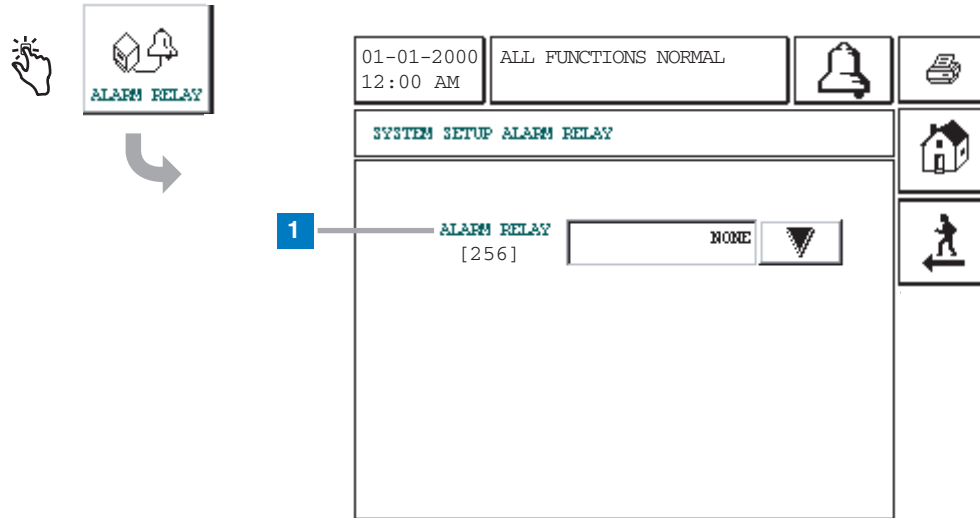 ALARM RELAY
01-01-2000
12:00 AM
ALL FUNCTIONS NORMAL
SYSTEM SETUP ALARM RELAY
1
ALARM RELAY
[256]
NONE